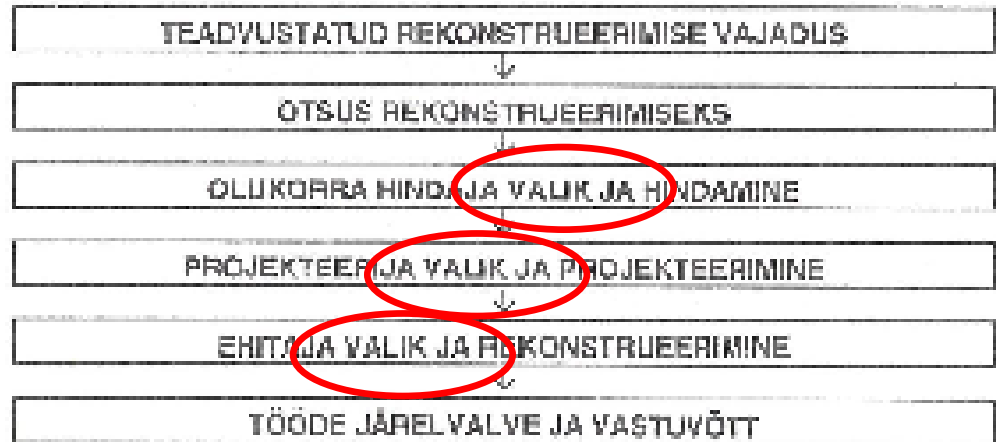 TEADVUSTATUD REKONSTRUEERIMISE VAJADUS
OTSUS REKONSTRUEERIMISEKS
OLUKORRA HINDAJA VALIK JA HINDAMINE
PROJEKTEERIJA VALIK JA PROJEKTEERIMINE
EHITAJA VALIK JA REKONSTRUEERIMINE
TÖÖDE JÄRELVALVE JA VASTUVÕTT